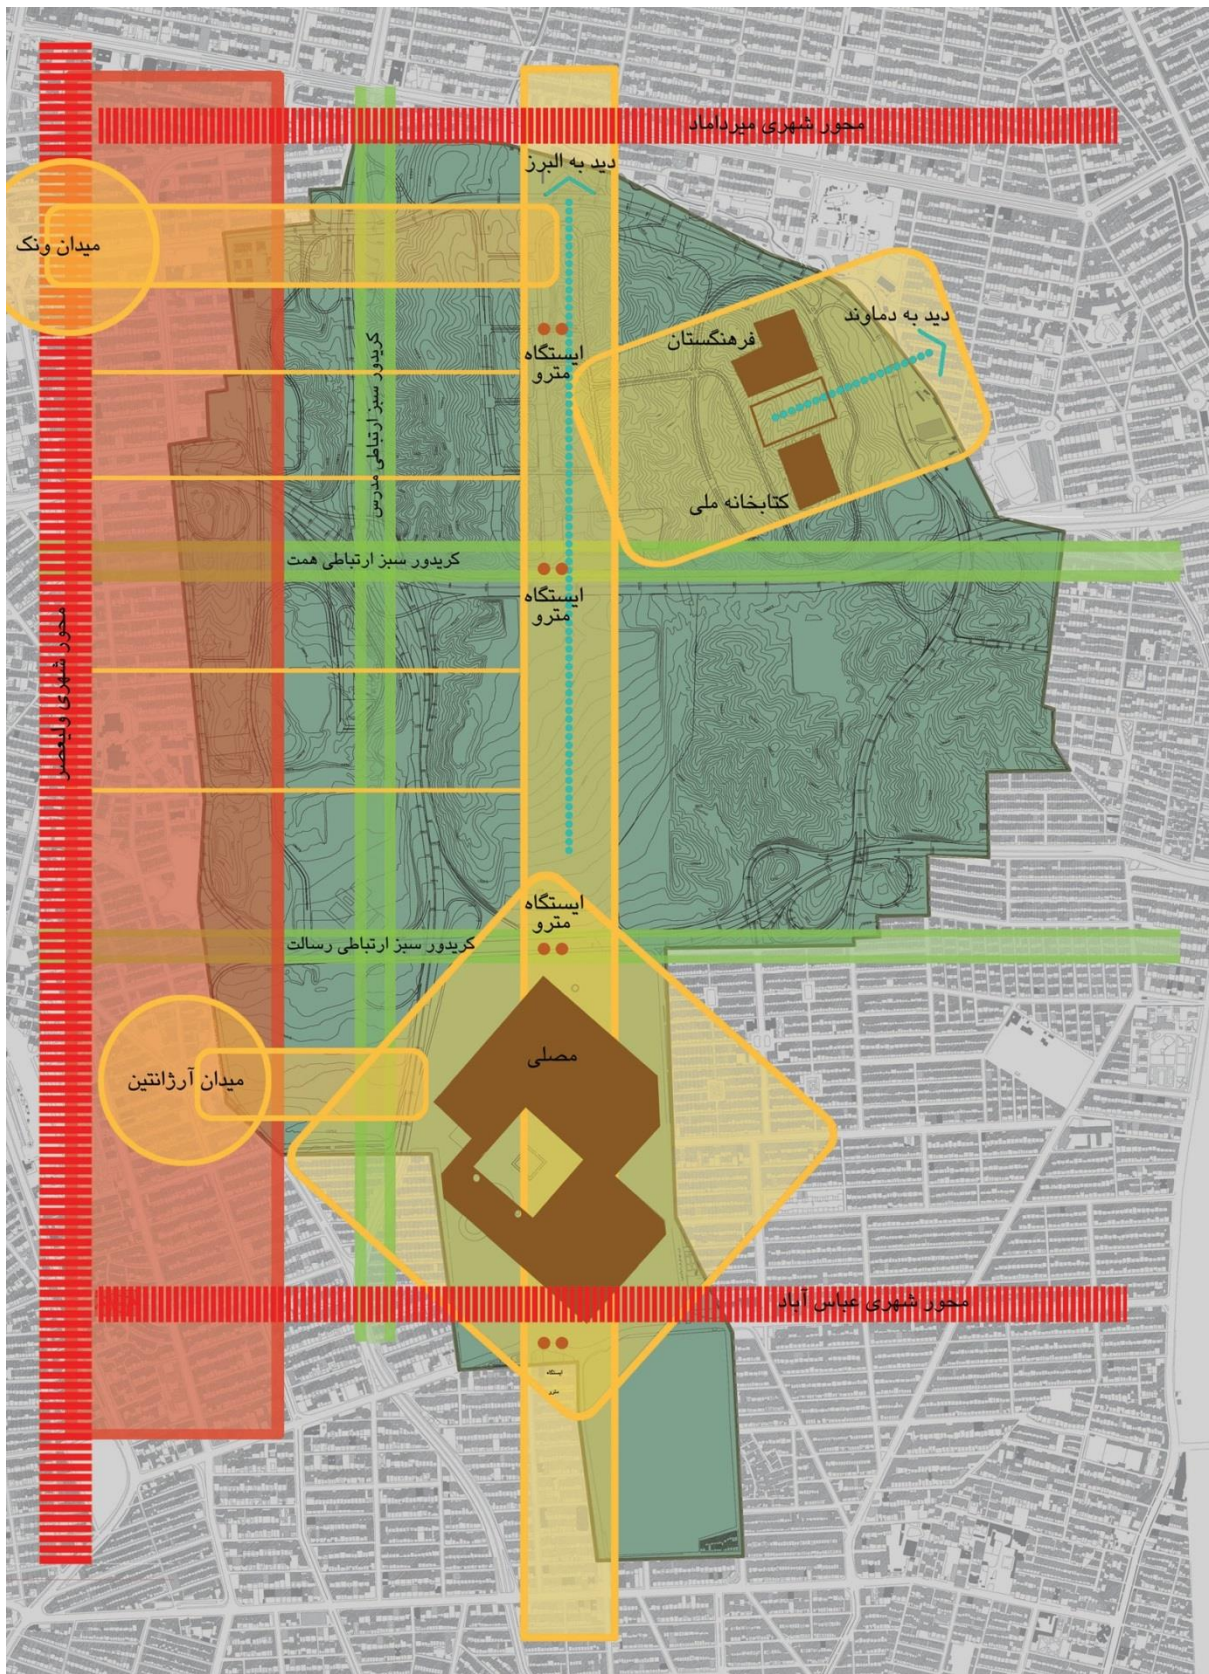 محور شهری میرداماد
دید به البرز
میدان ونک
دید به دماوند
فرهنگستان
ایستگاه
مترو
کریدور سبز ارتباطی مدرس
کتابخانه ملی
کریدور سبز ارتباطی همت
ایستگاه
مترو
محور شهری ولیعصر
ایستگاه
مترو
کریدور سبز ارتباطی رسالت
مصلی
میدان آرژانتین
محور شهری عباس آباد
ایستگاه
مترو